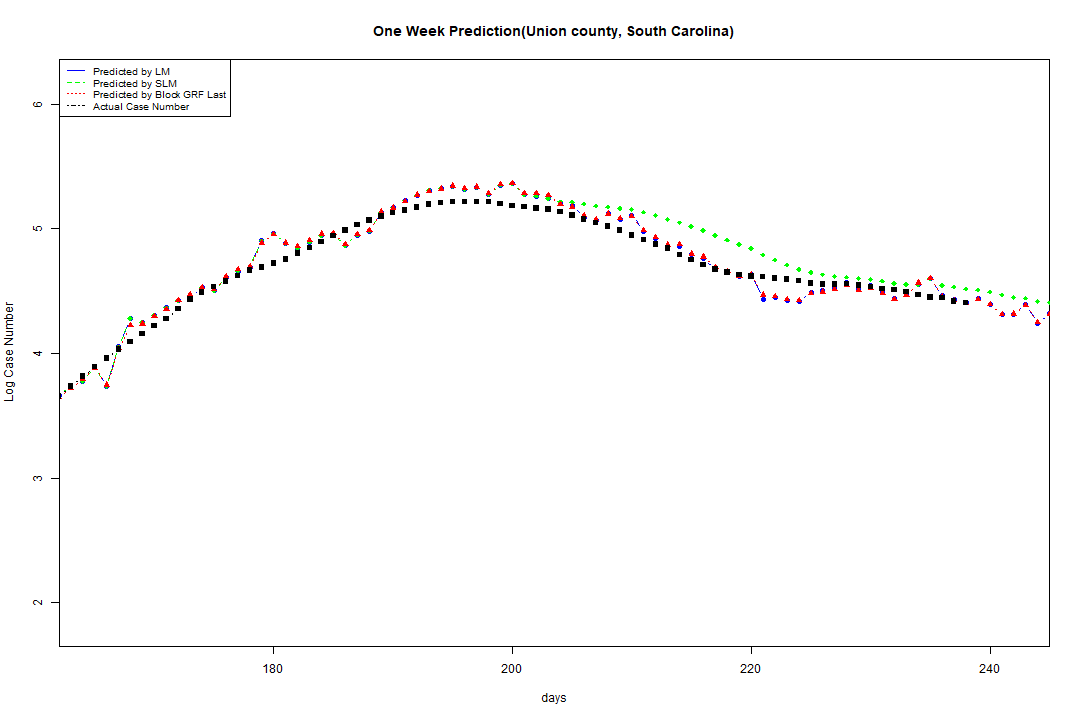 One Week Prediction(Union county, South Carolina)
Predicted by LM
Predicted by SLM
Predicted by Block GRF Last
Actual Case Number
6
5
4
3
2
Log Case Number
180 200 220 240
days